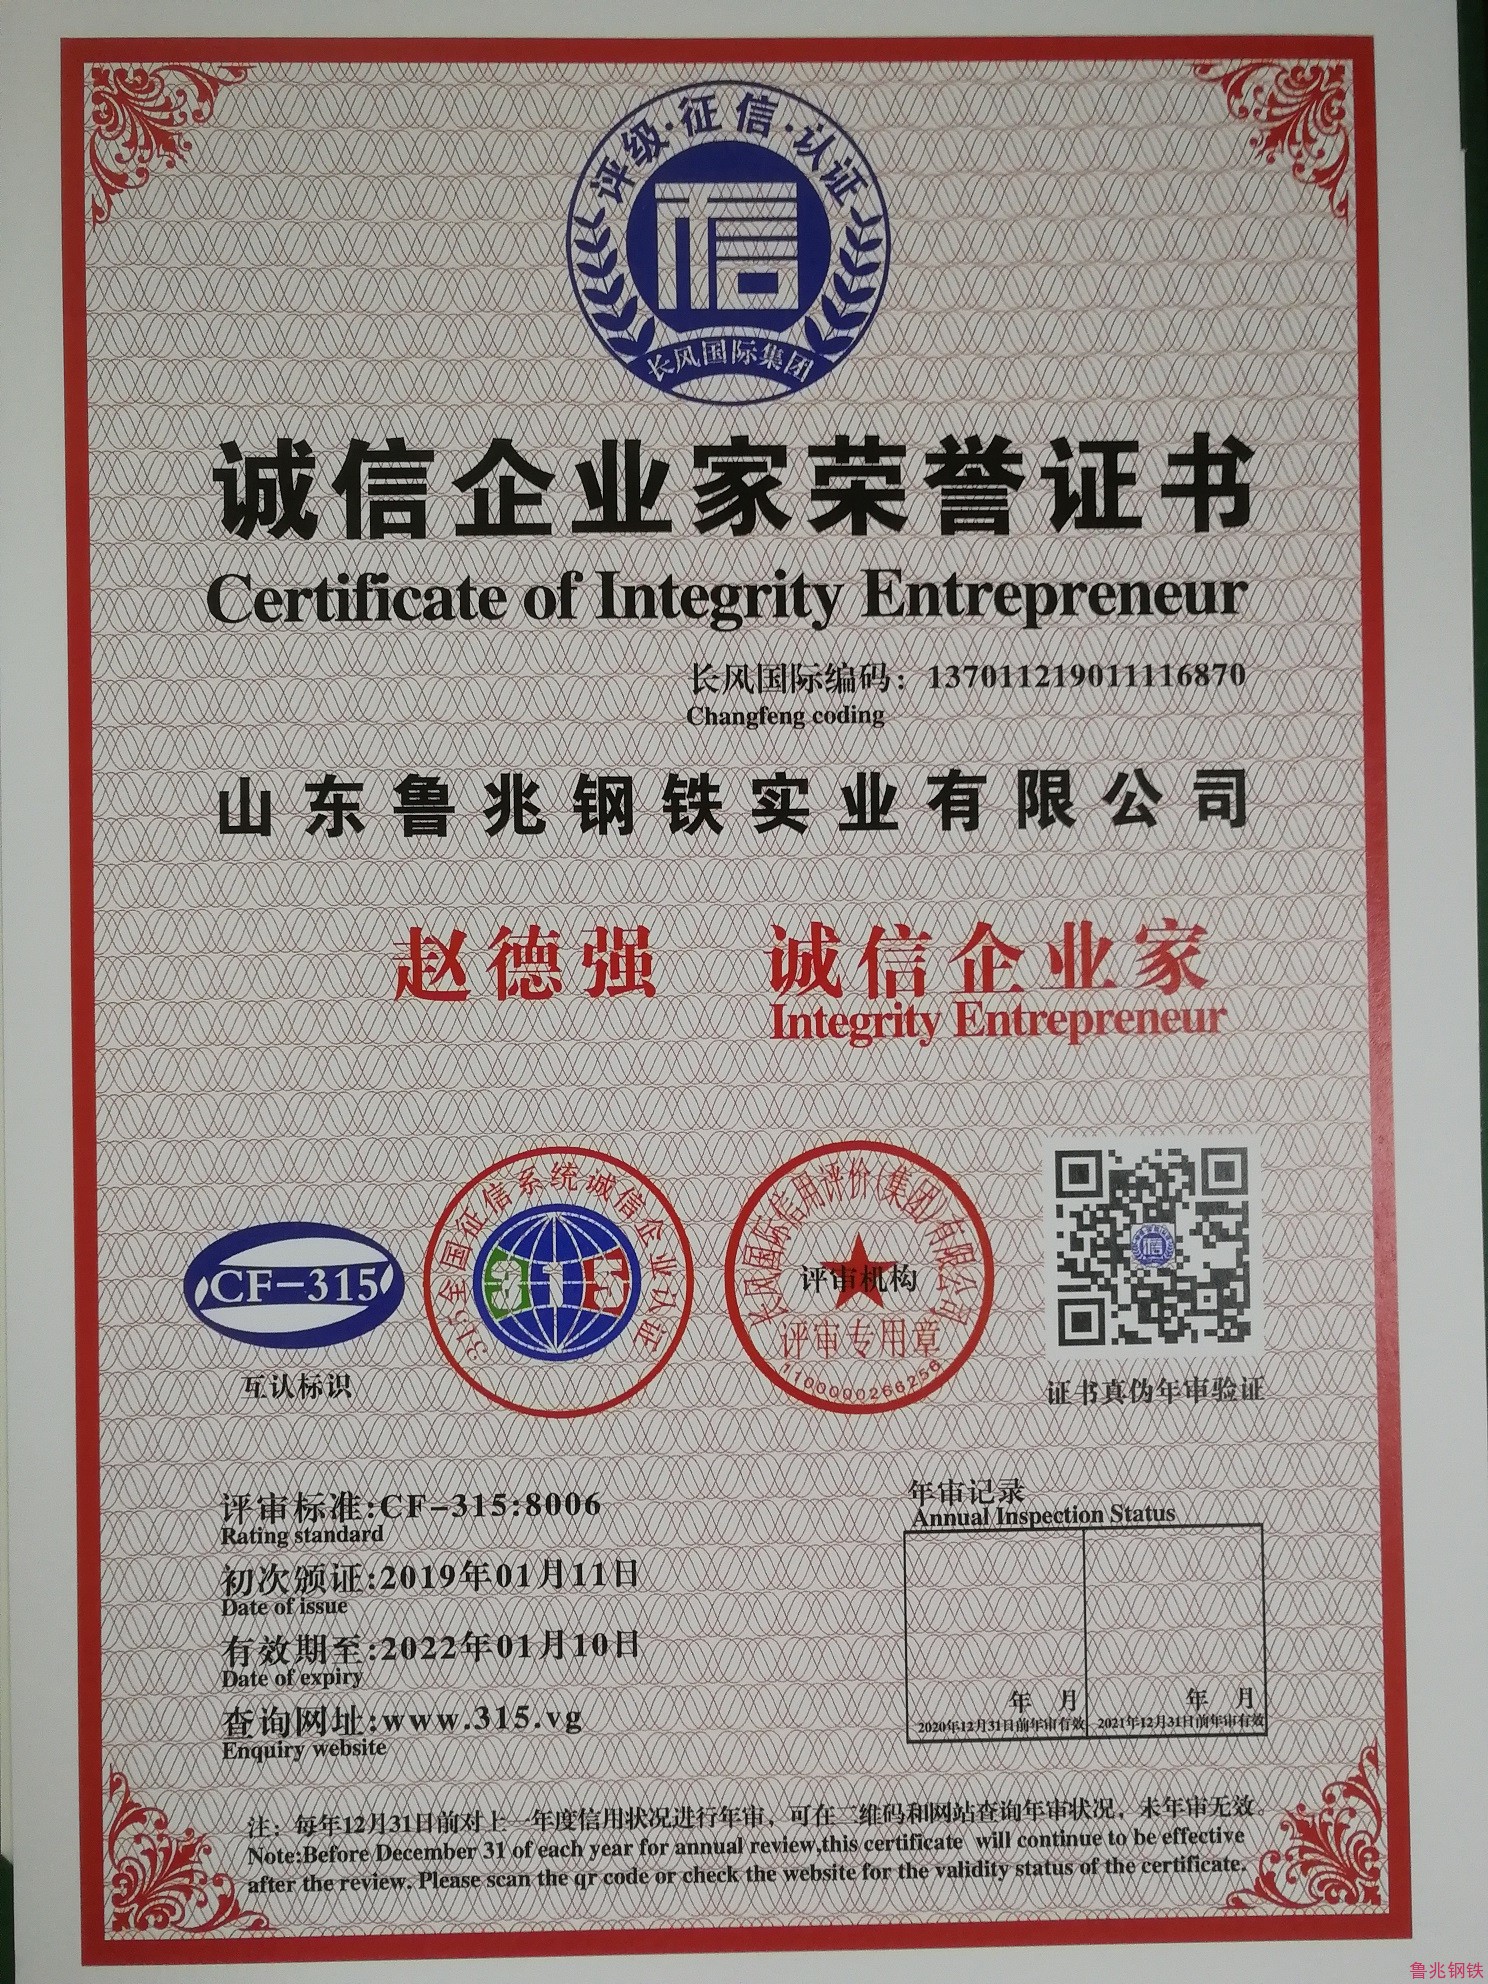 评级·征信·认证
信
长风国际集团
诚信企业家荣誉证书
Certificate of Integrity Entrepreneur
长风国际编码：137011219011116870
Changfeng coding
山东鲁兆钢铁实业有限公司
赵德强 诚信企业家
Integrity Entrepreneur
CF-315
互认标识
315全国征信系统诚信企业认证
315
长风国际信用评价(集团)有限公司
评审机构
评审专用章
1100000266256
信
证书真伪年审验证
评审标准:CF-315:8006
Rating standard
初次颁证:2019年01月11日
Date of issue
有效期至:2022年01月10日
Date of expiry
查询网址:www.315.vg
Enquiry website
年审记录
Annual Inspection Status
年 月
2020年12月31日前年审有效
年 月
2021年12月31日前年审有效
注：每年12月31日前对上一年度信用状况进行年审，可在二维码和网站查询年审状况，未年审无效。
Note:Before December 31 of each year for annual review,this certificate will continue to be effective
after the review. Please scan the qr code or check the website for the validity status of the certificate.
鲁兆钢铁